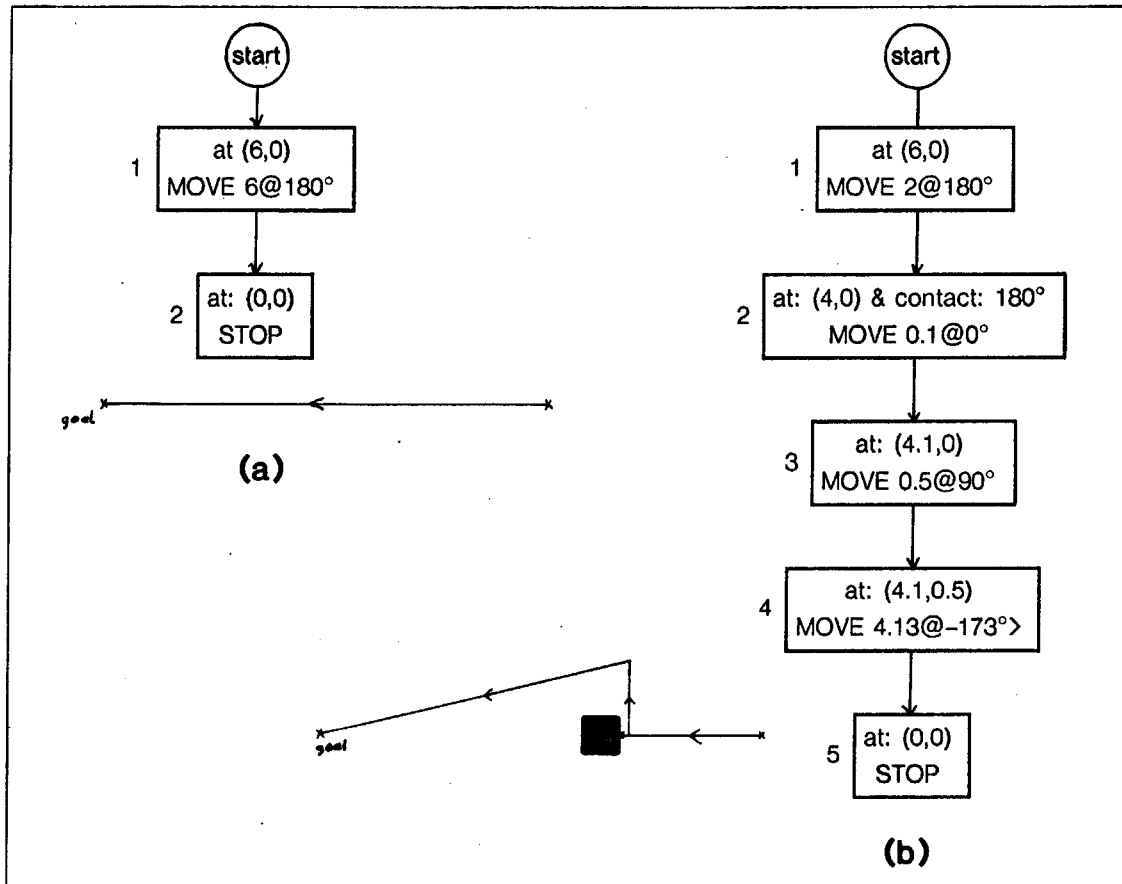 start
1
at (6,0)
MOVE 6@180°
2
at: (0,0)
STOP
goal
(a)
start
1
at (6,0)
MOVE 2@180°
2
at: (4,0) & contact: 180°
MOVE 0.1@0°
3
at: (4.1,0)
MOVE 0.5@90°
4
at: (4.1,0.5)
MOVE 4.13@–173°>
goal
5
at: (0,0)
STOP
(b)